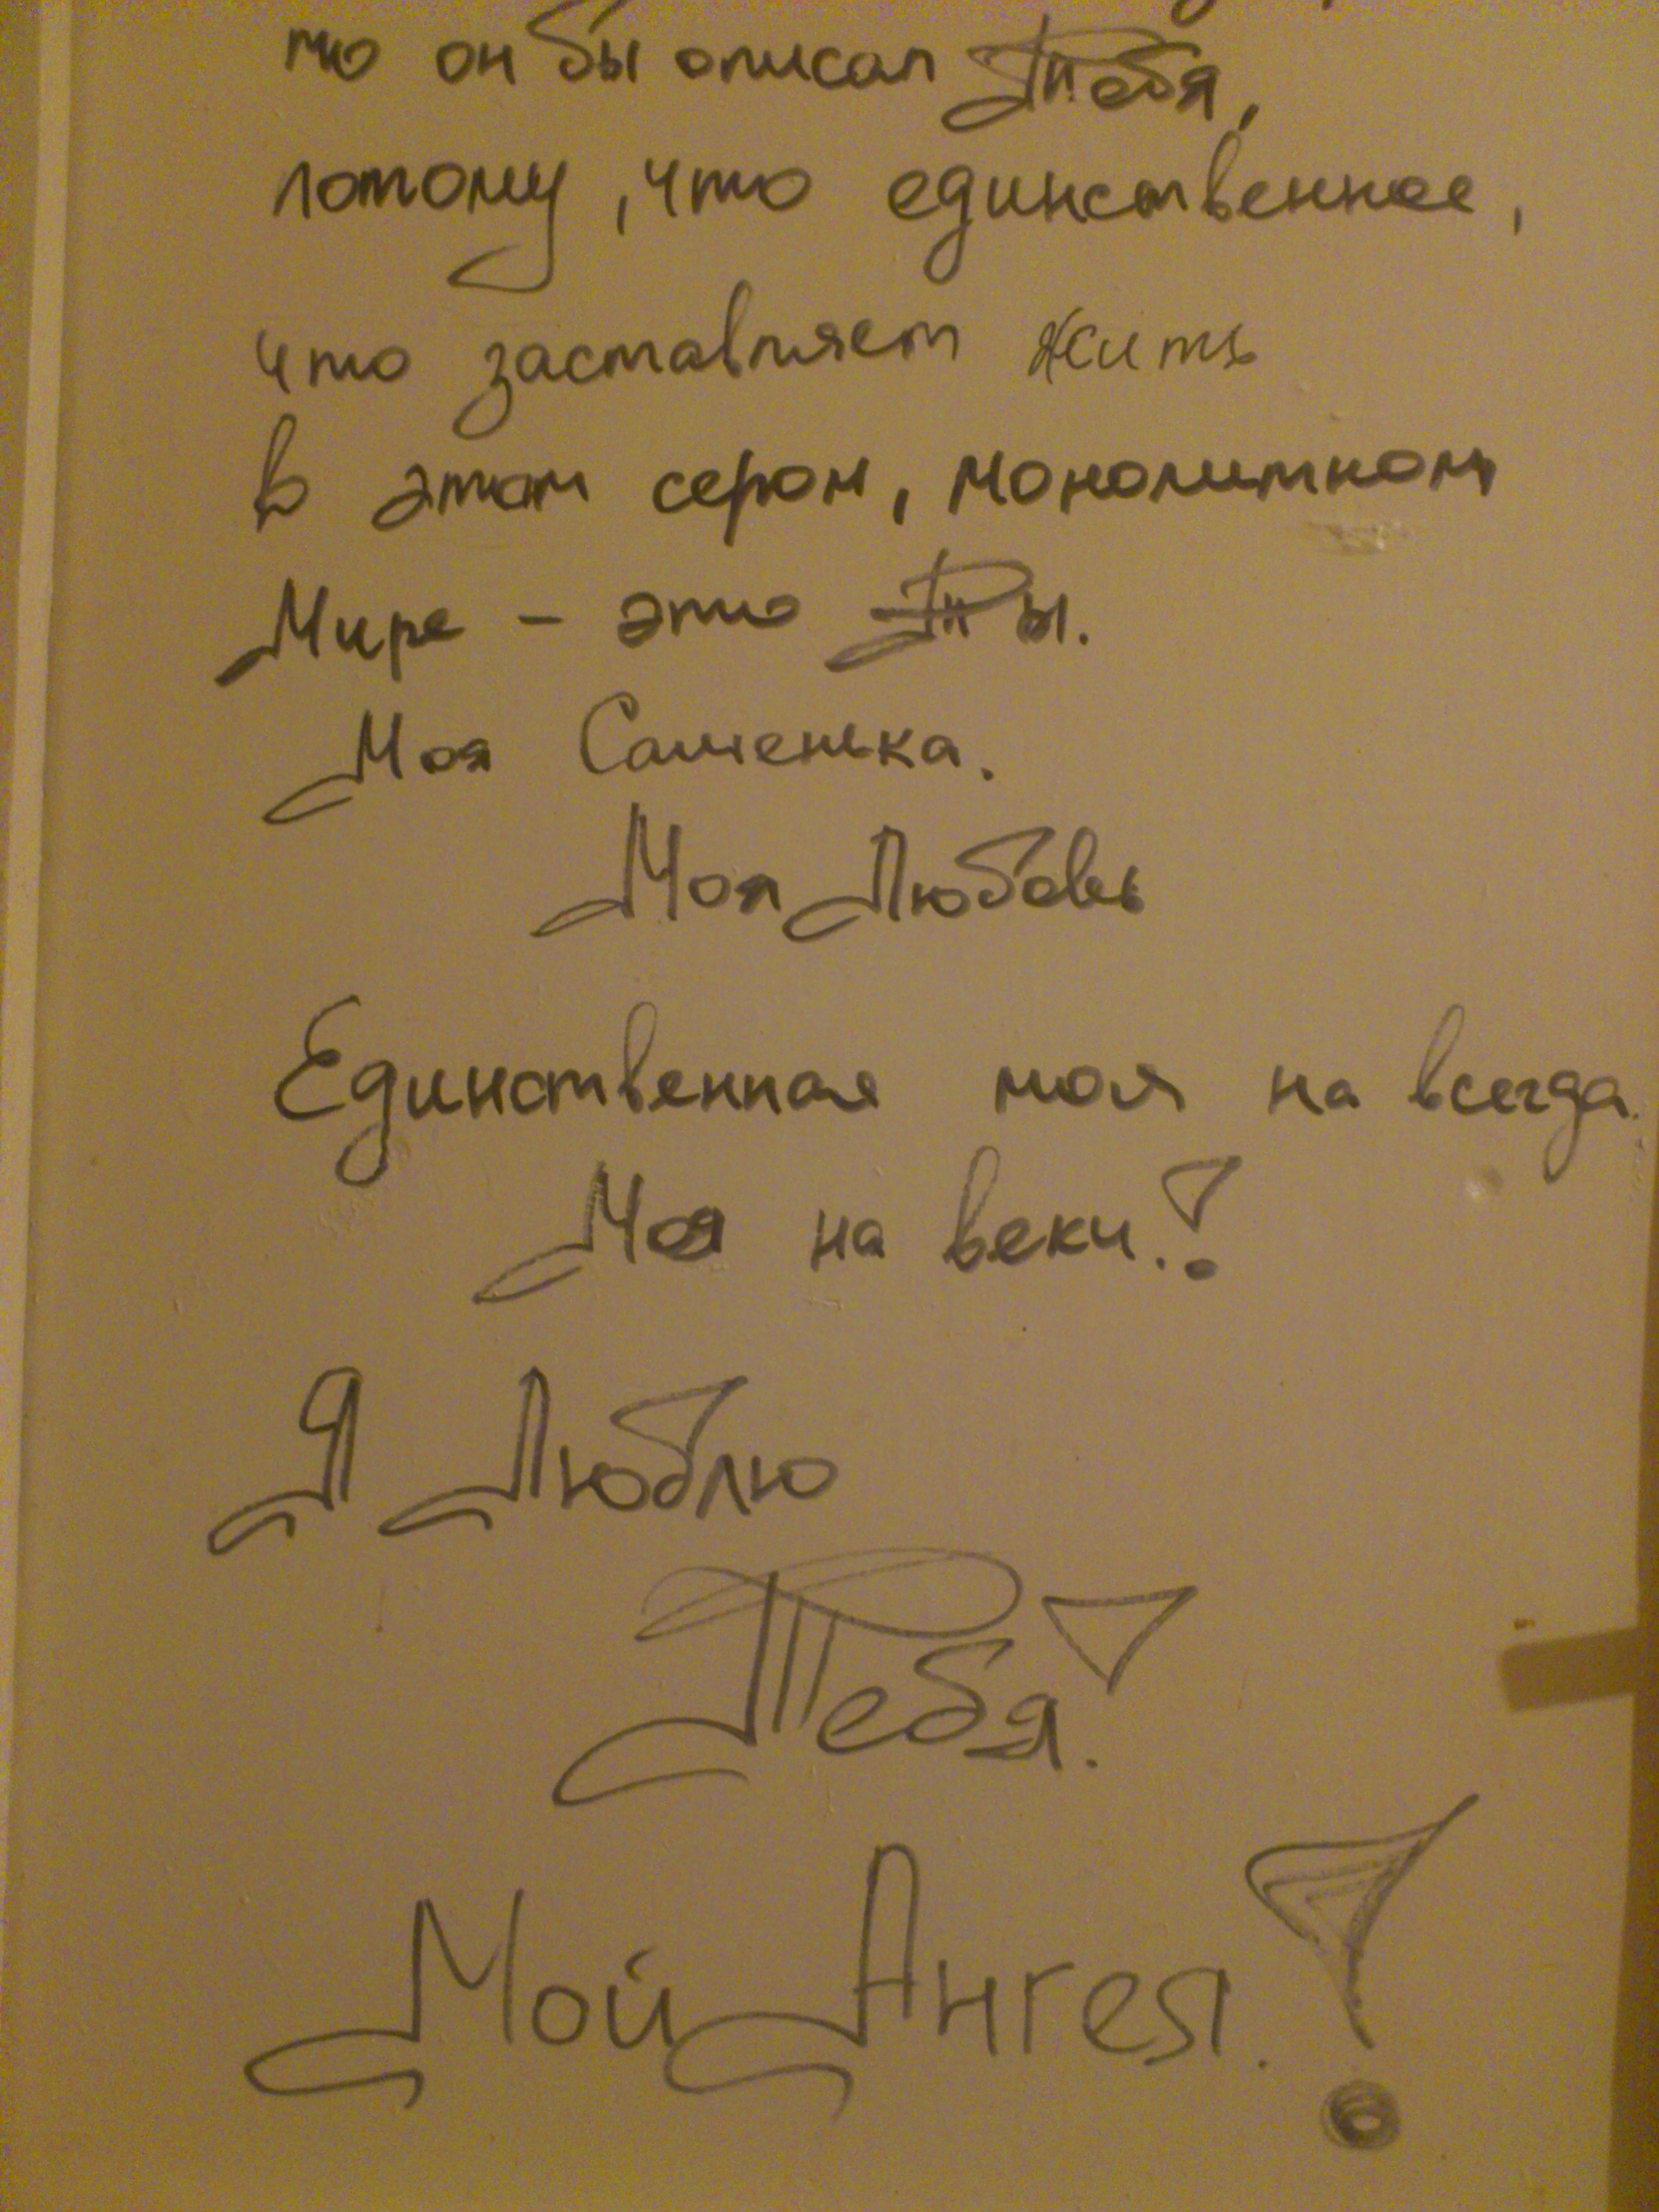 то он бы описал Тебя,
потому, что единственное,
что заставляет жить
в этом сером, монолитном
Мире - это Ты.
Моя Сашенька.
Моя Любовь
Единственная моя на всегда.
Моя на веки.!
Я Люблю
Тебя.
Мой Ангел.!